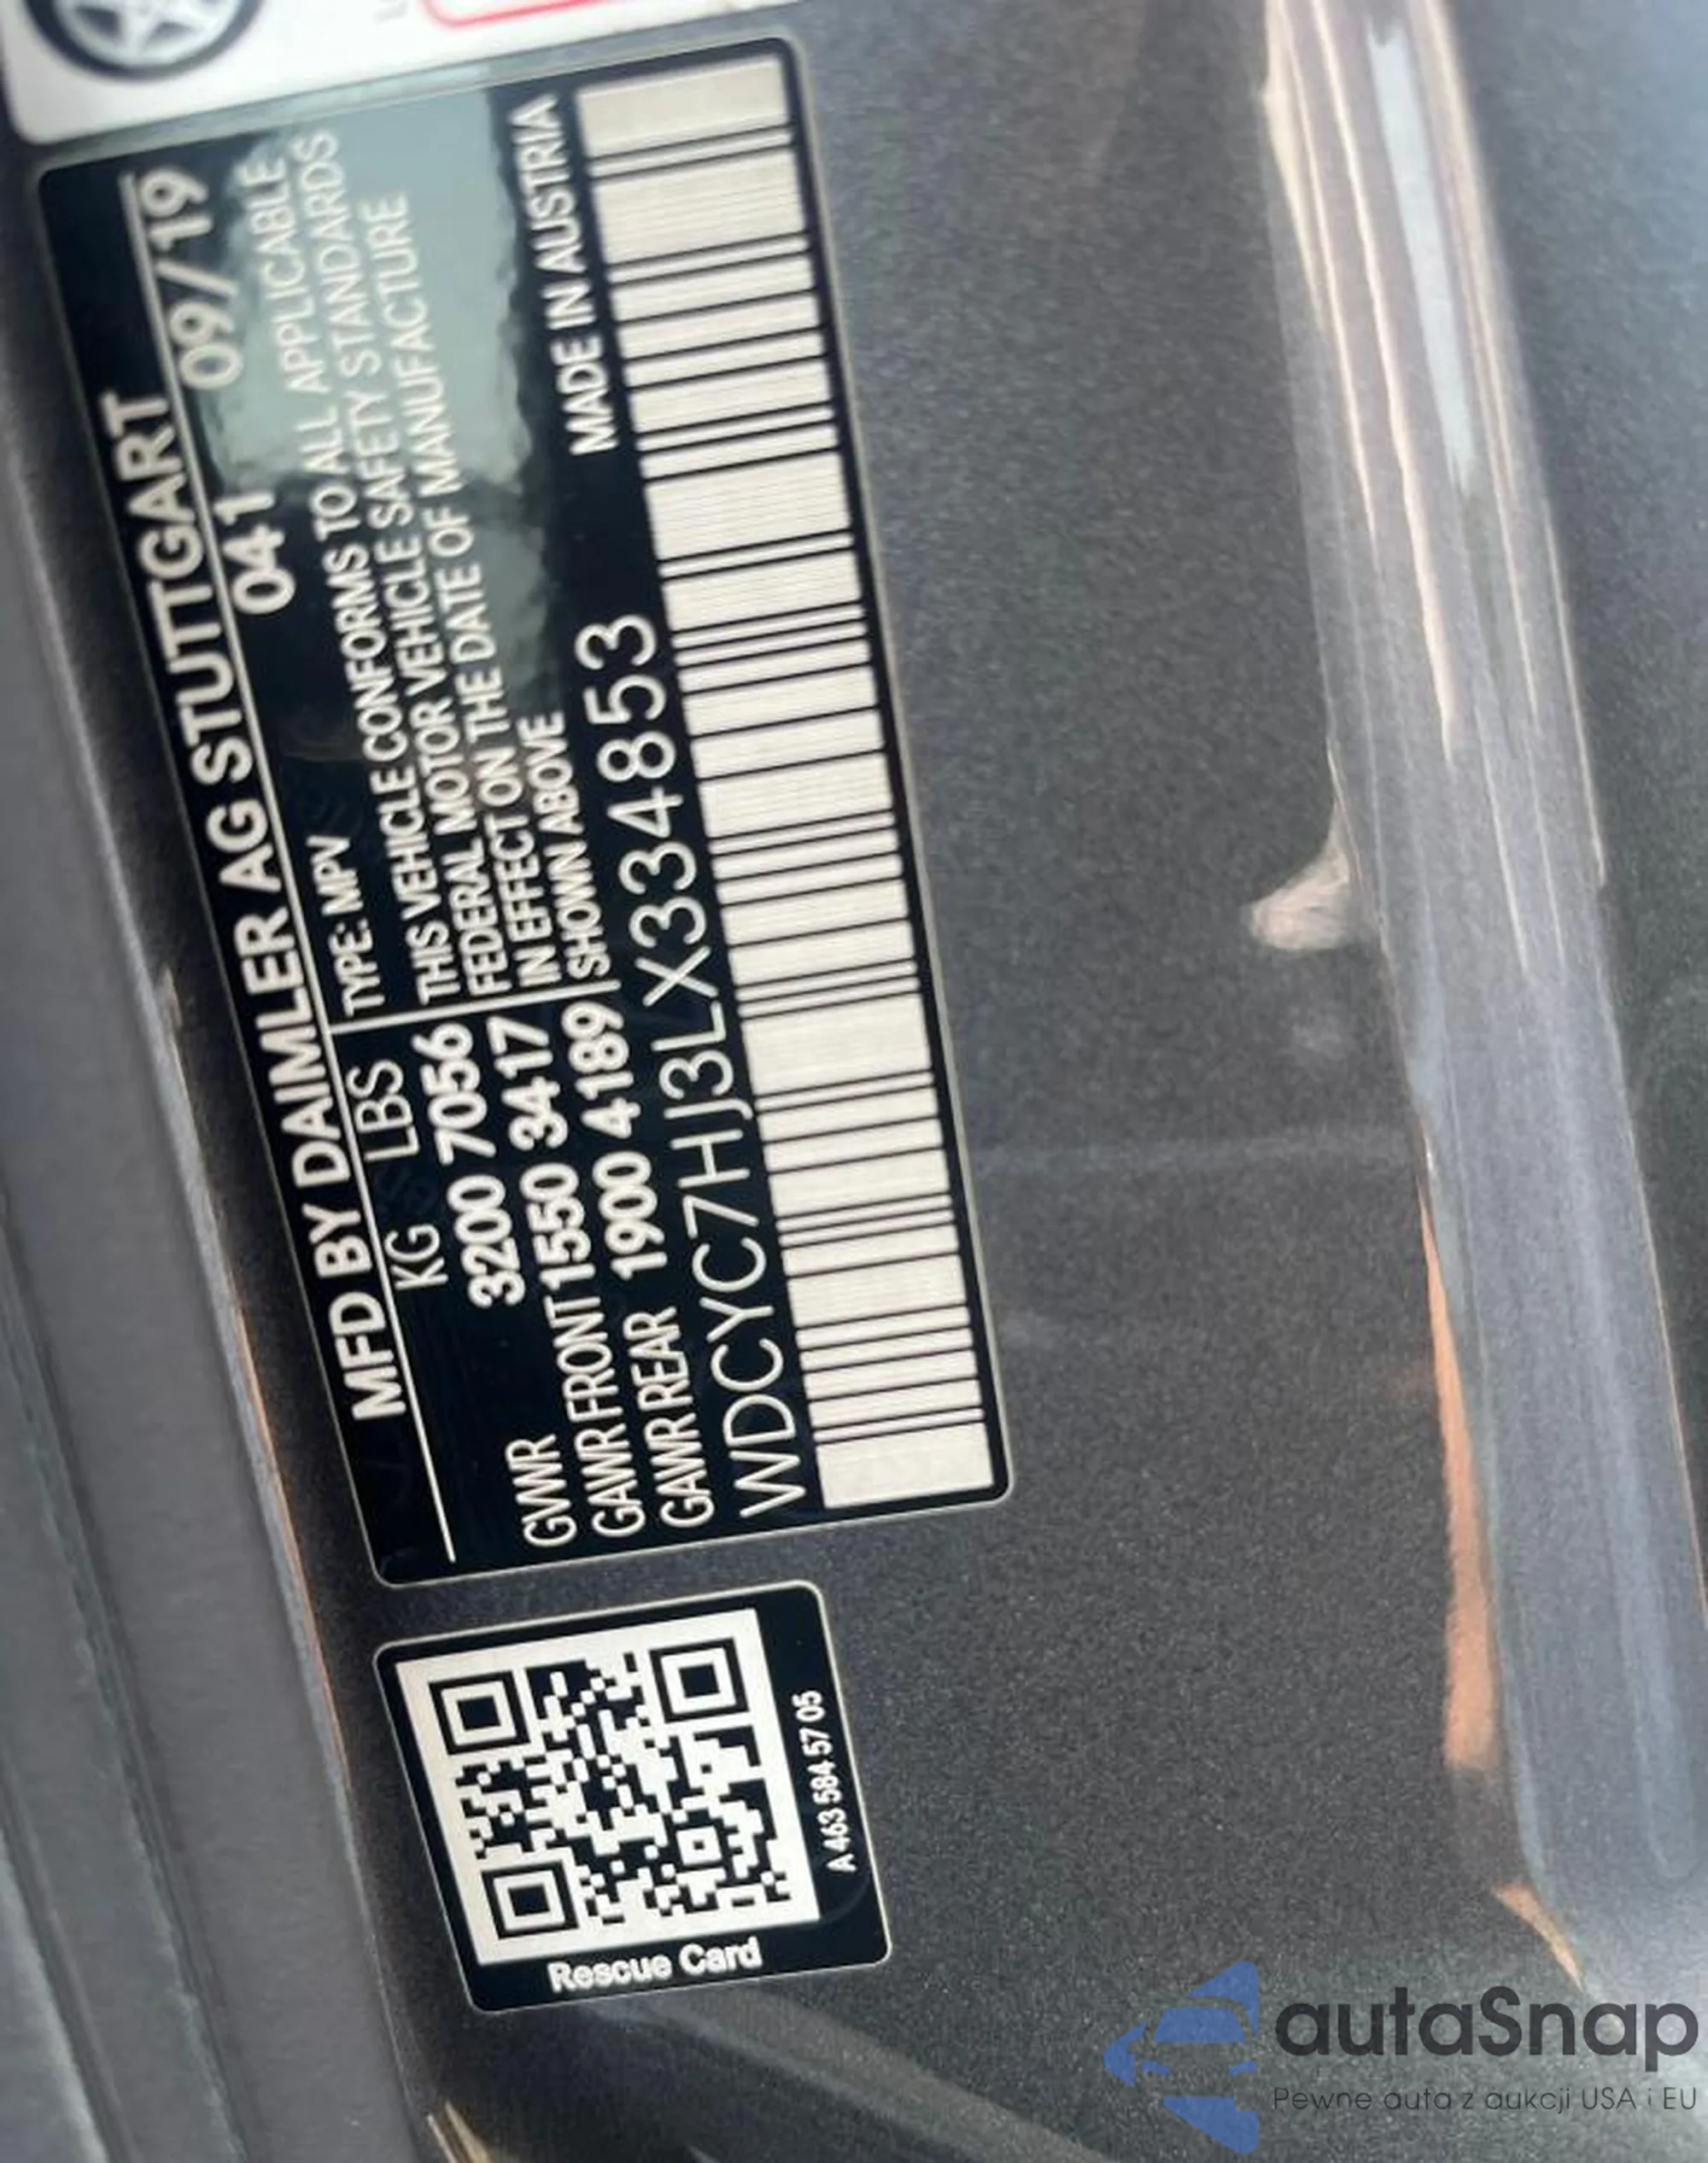 MFD BY DAIMLER AG STUTTGART
041 09/19
KG LBS
TYPE: MPV
GVWR 3200 7056
GAWR FRONT 1550 3417
GAWR REAR 1900 4189
THIS VEHICLE CONFORMS TO ALL APPLICABLE
FEDERAL MOTOR VEHICLE SAFETY STANDARDS
IN EFFECT ON THE DATE OF MANUFACTURE
SHOWN ABOVE
MADE IN AUSTRIA
WDCYC7HJ3LX334853
Rescue Card
A 463 584 57 05
autaSnap
Pewne auta z aukcji USA i EU